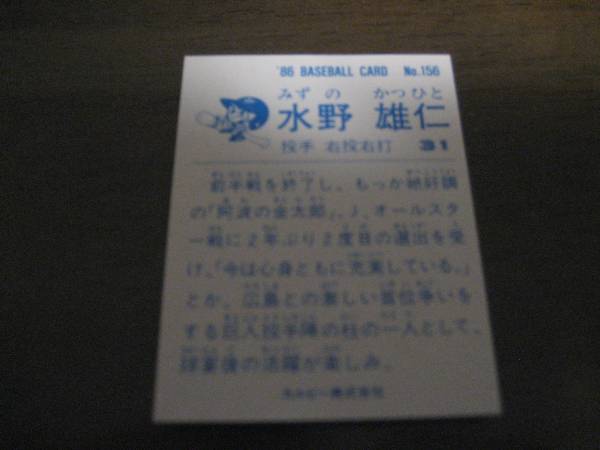 '86 BASEBALL CARD No.156
みずの かつひと
水野 雄仁
投手 右投右打 31
前半戦を終了し、もっか絶好調
の「阿波の金太郎」。オールスタ
ー戦に2年ぶり2度目の選出を受
け、「今は心身ともに充実している。」
とか。広島との激しい首位争いを
する巨人投手陣の柱の一人として、
球宴後の活躍が楽しみ。
カルビー株式会社